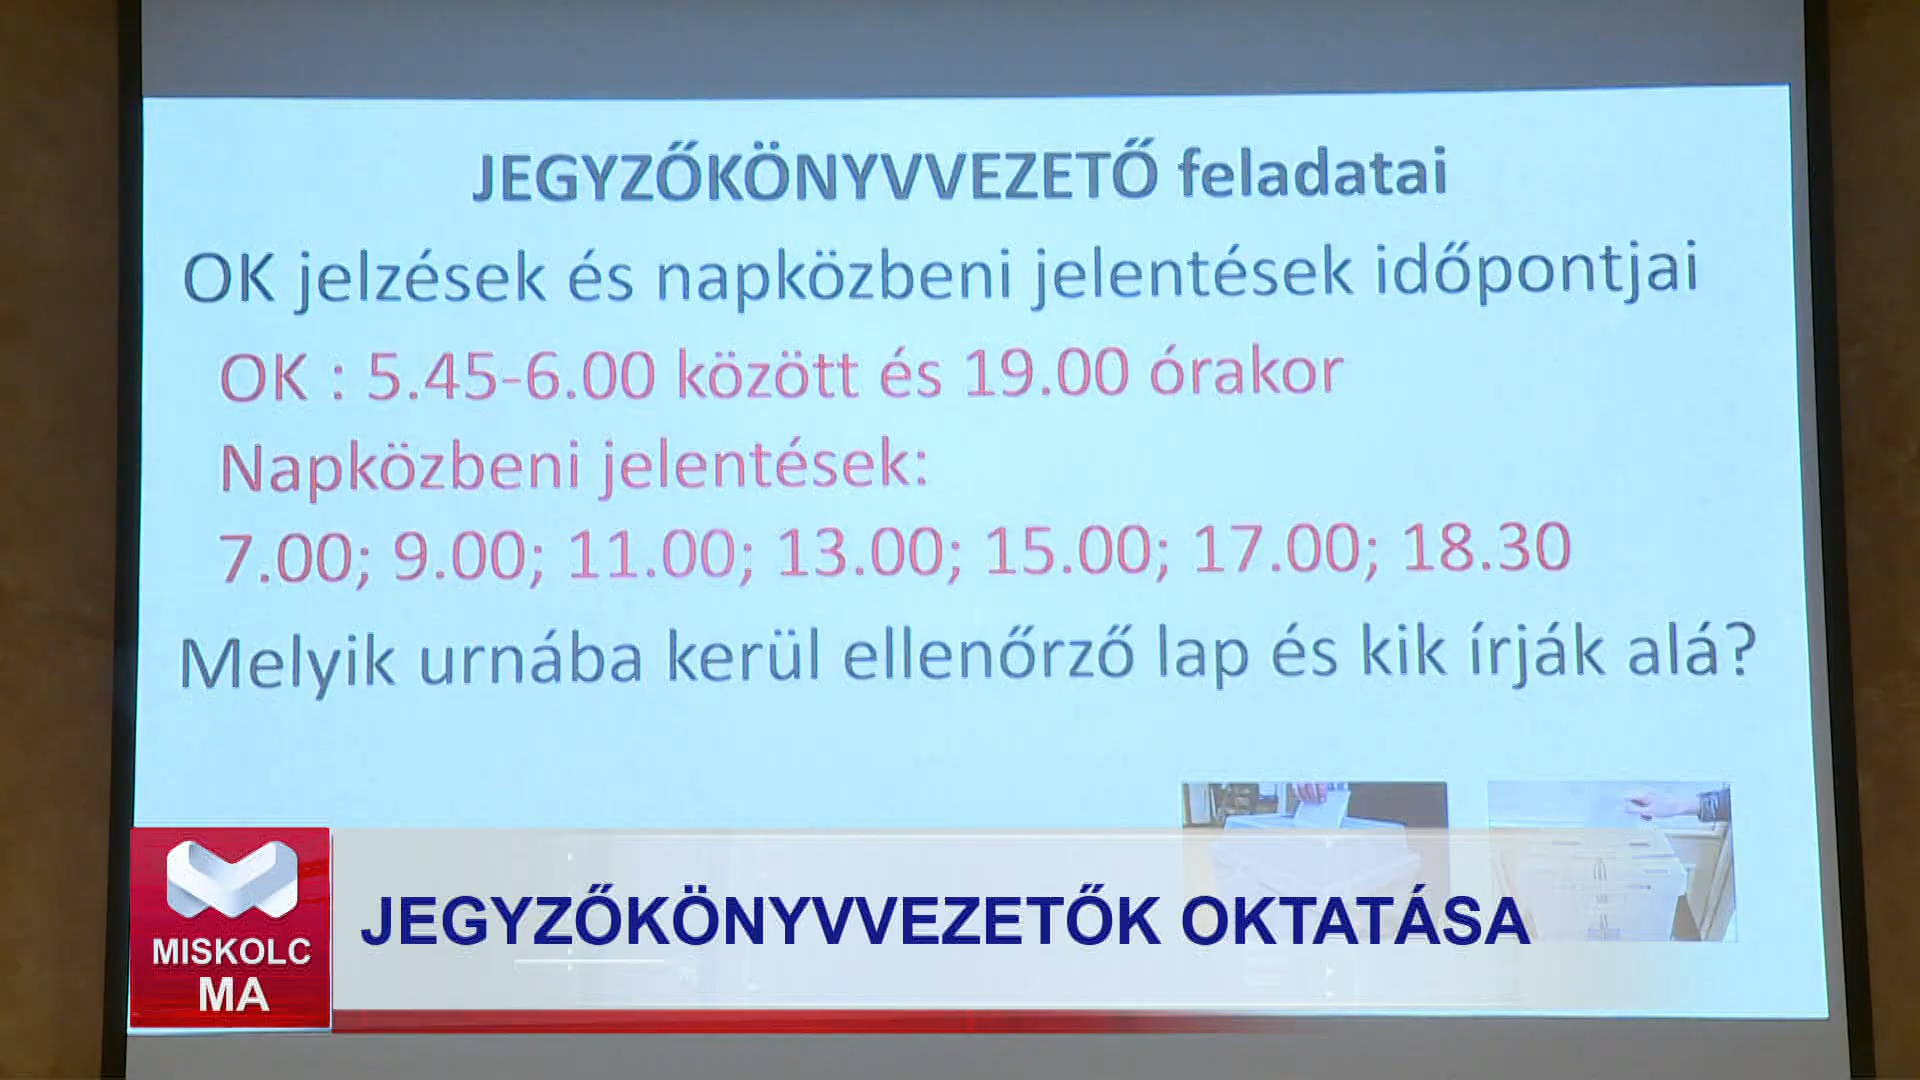 JEGYZŐKÖNYVVEZETŐ feladatai
OK jelzések és napközbeni jelentések időpontjai
OK : 5.45-6.00 között és 19.00 órakor
Napközbeni jelentések:
7.00; 9.00; 11.00; 13.00; 15.00; 17.00; 18.30
Melyik urnába kerül ellenőrző lap és kik írják alá?
MISKOLC
MA
JEGYZŐKÖNYVVEZETŐK OKTATÁSA